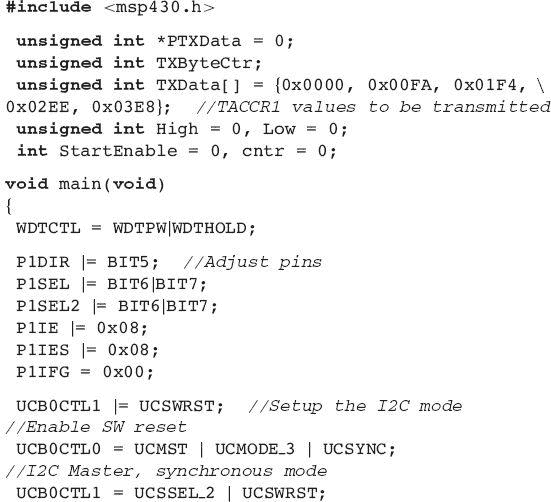 #include <msp430.h>
unsigned int *PTXData = 0;
unsigned int TXByteCtr;
unsigned int TXData[] = {0x0000, 0x00FA, 0x01F4, \
0x02EE, 0x03E8};  //TACCR1 values to be transmitted
unsigned int High = 0, Low = 0;
int StartEnable = 0, cntr = 0;
void main(void)
{
WDTCTL = WDTPW|WDTHOLD;
P1DIR |= BIT5;  //Adjust pins
P1SEL |= BIT6|BIT7;
P1SEL2 |= BIT6|BIT7;
P1IE |= 0x08;
P1IES |= 0x08;
P1IFG = 0x00;
UCB0CTL1 |= UCSWRST;  //Setup the I2C mode
//Enable SW reset
UCB0CTL0 = UCMST | UCMODE_3 | UCSYNC;
//I2C Master, synchronous mode
UCB0CTL1 = UCSSEL_2 | UCSWRST;